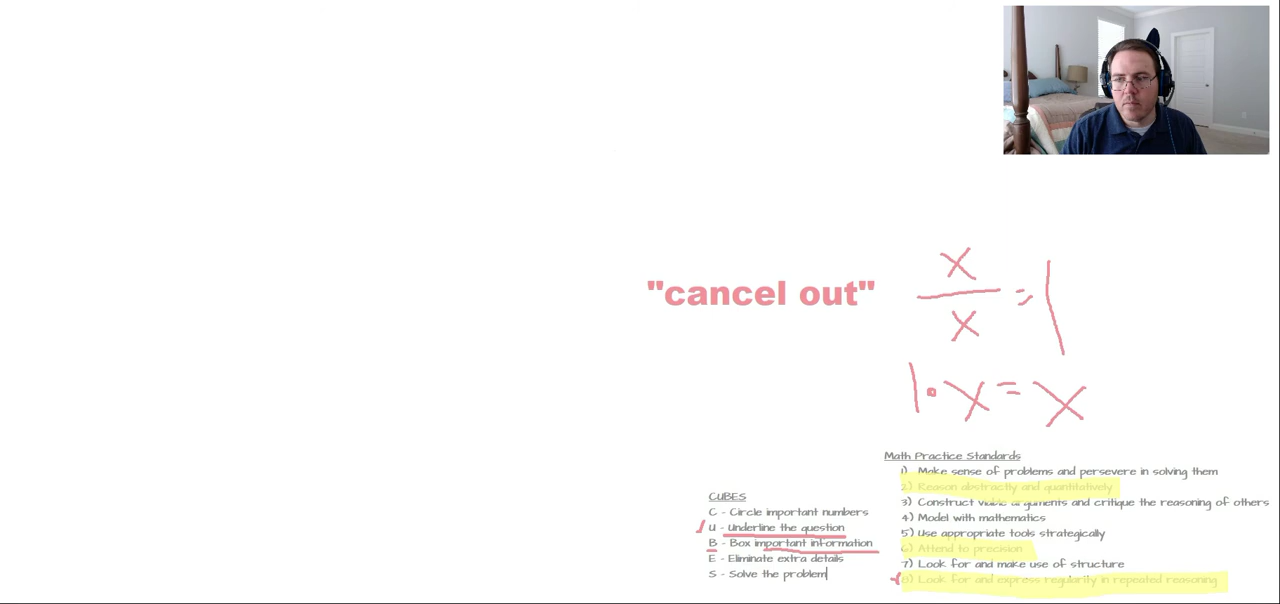 "cancel out"
x
x
= 1
1 · x = x
CUBES
C - Circle important numbers
U - Underline the question
B - Box important information
E - Eliminate extra details
S - Solve the problem
Math Practice Standards
1) Make sense of problems and persevere in solving them
2) Reason abstractly and quantitatively
3) Construct viable arguments and critique the reasoning of others
4) Model with mathematics
5) Use appropriate tools strategically
6) Attend to precision
7) Look for and make use of structure
8) Look for and express regularity in repeated reasoning